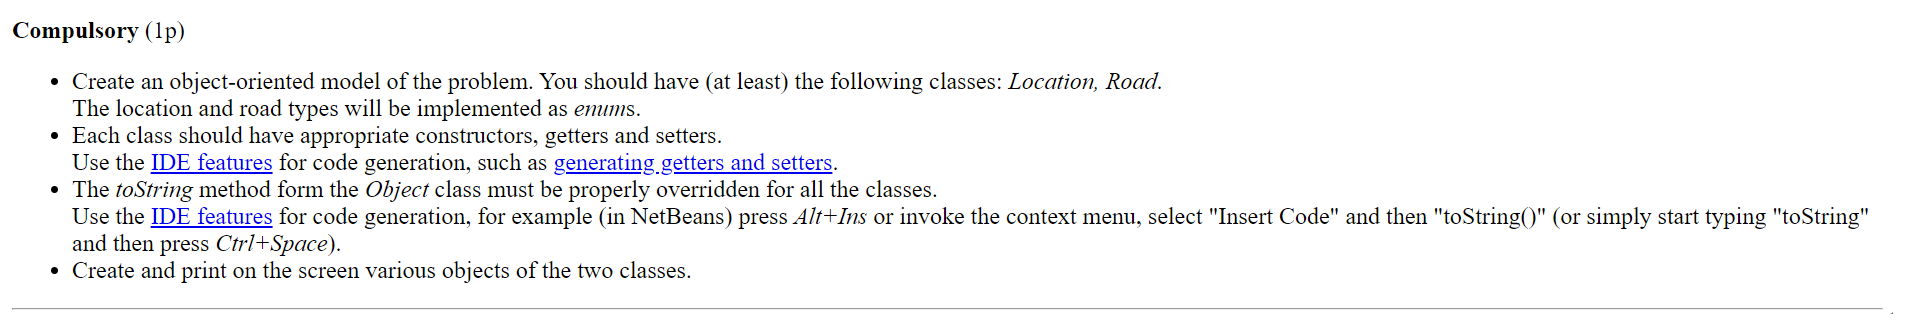 Compulsory (1p)
• Create an object-oriented model of the problem. You should have (at least) the following classes: Location, Road.
The location and road types will be implemented as enums.
• Each class should have appropriate constructors, getters and setters.
Use the IDE features for code generation, such as generating getters and setters.
• The toString method form the Object class must be properly overridden for all the classes.
Use the IDE features for code generation, for example (in NetBeans) press Alt+Ins or invoke the context menu, select "Insert Code" and then "toString()" (or simply start typing "toString"
and then press Ctrl+Space).
• Create and print on the screen various objects of the two classes.